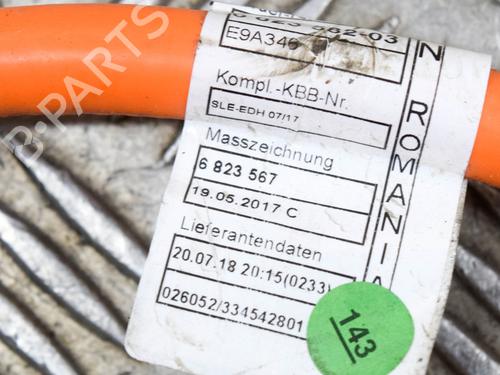 E9A346
Kompl.-KBB-Nr.
SLE-EDH 07/17
Masszeichnung
6 823 567
19.05.2017 C
Lieferantendaten
20.07.18 20:15(0233)
026052/334542801
N ROMANIA
143